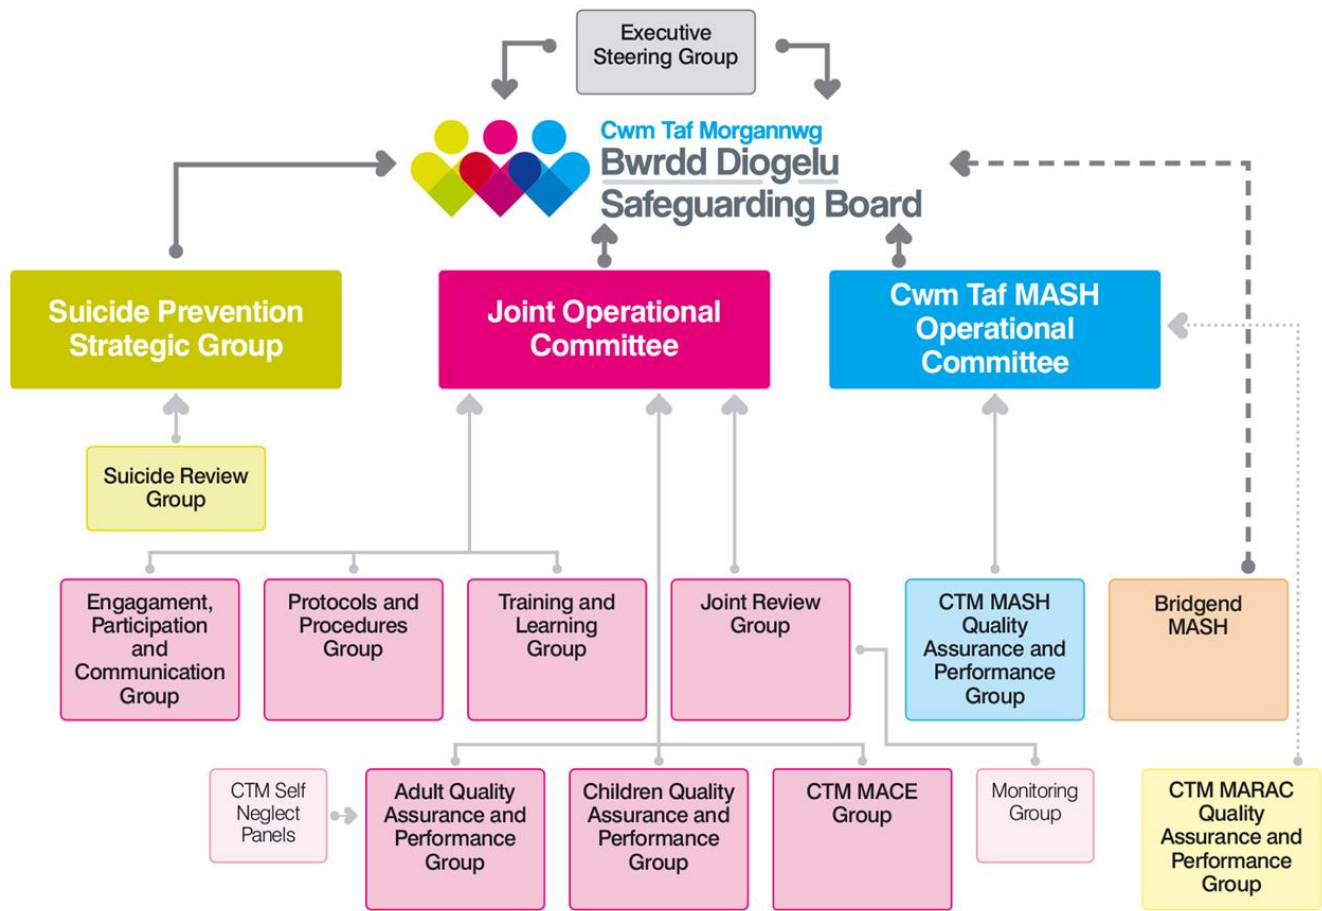 Executive
Steering Group
Cwm Taf Morgannwg
Bwrdd Diogelu
Safeguarding Board
Suicide Prevention
Strategic Group
Joint Operational
Committee
Cwm Taf MASH
Operational
Committee
Suicide Review
Group
Engagament,
Participation
and
Communication
Group
Protocols and
Procedures
Group
Training and
Learning
Group
Joint Review
Group
CTM MASH
Quality
Assurance and
Performance
Group
Bridgend
MASH
CTM Self
Neglect
Panels
Adult Quality
Assurance and
Performance
Group
Children Quality
Assurance and
Performance
Group
CTM MACE
Group
Monitoring
Group
CTM MARAC
Quality
Assurance and
Performance
Group